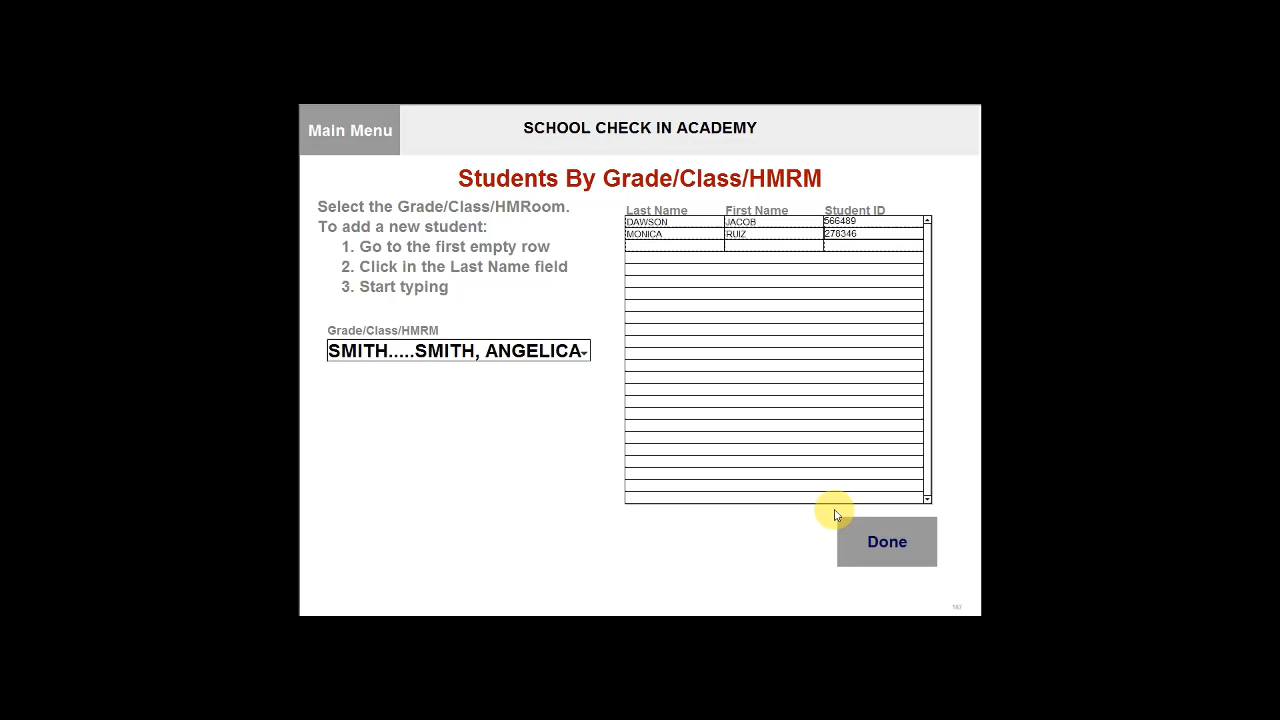 Main Menu
SCHOOL CHECK IN ACADEMY
Students By Grade/Class/HMRM
Select the Grade/Class/HMRoom.
To add a new student:
1. Go to the first empty row
2. Click in the Last Name field
3. Start typing
Grade/Class/HMRM
SMITH.....SMITH, ANGELICA
Last Name First Name Student ID
DAWSON JACOB 566489
MONICA RUIZ 278346
Done